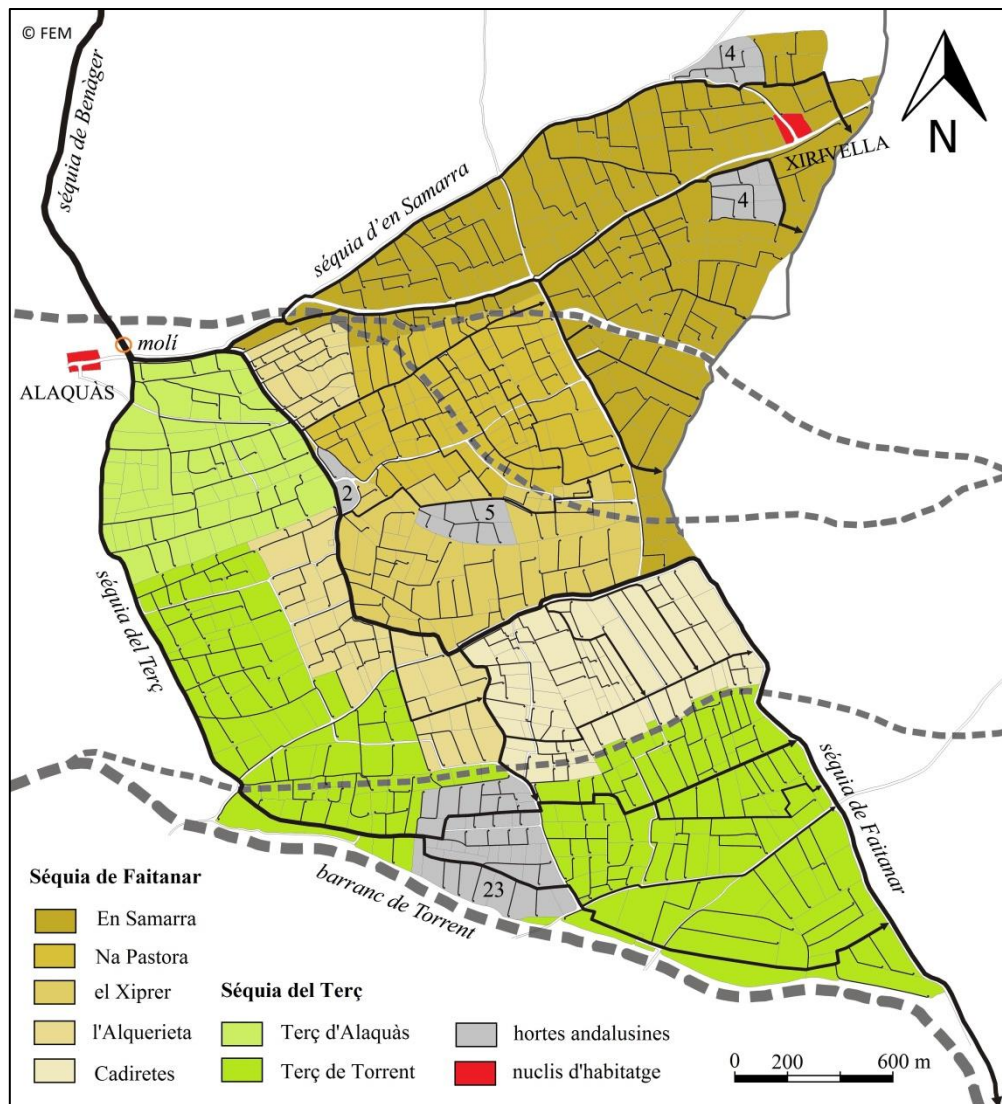 © FEM
séquia de Benàger
4
N
XIRIVELLA
4
séquia d'en Samarra
molí
ALAQUÀS
2
5
séquia del Terç
séquia de Faitanar
23
barranc de Torrent
Séquia de Faitanar
En Samarra
Na Pastora
el Xiprer
l'Alquerieta
Cadiretes
Séquia del Terç
Terç d'Alaquàs
Terç de Torrent
hortes andalusines
nuclis d'habitatge
0 200 600 m